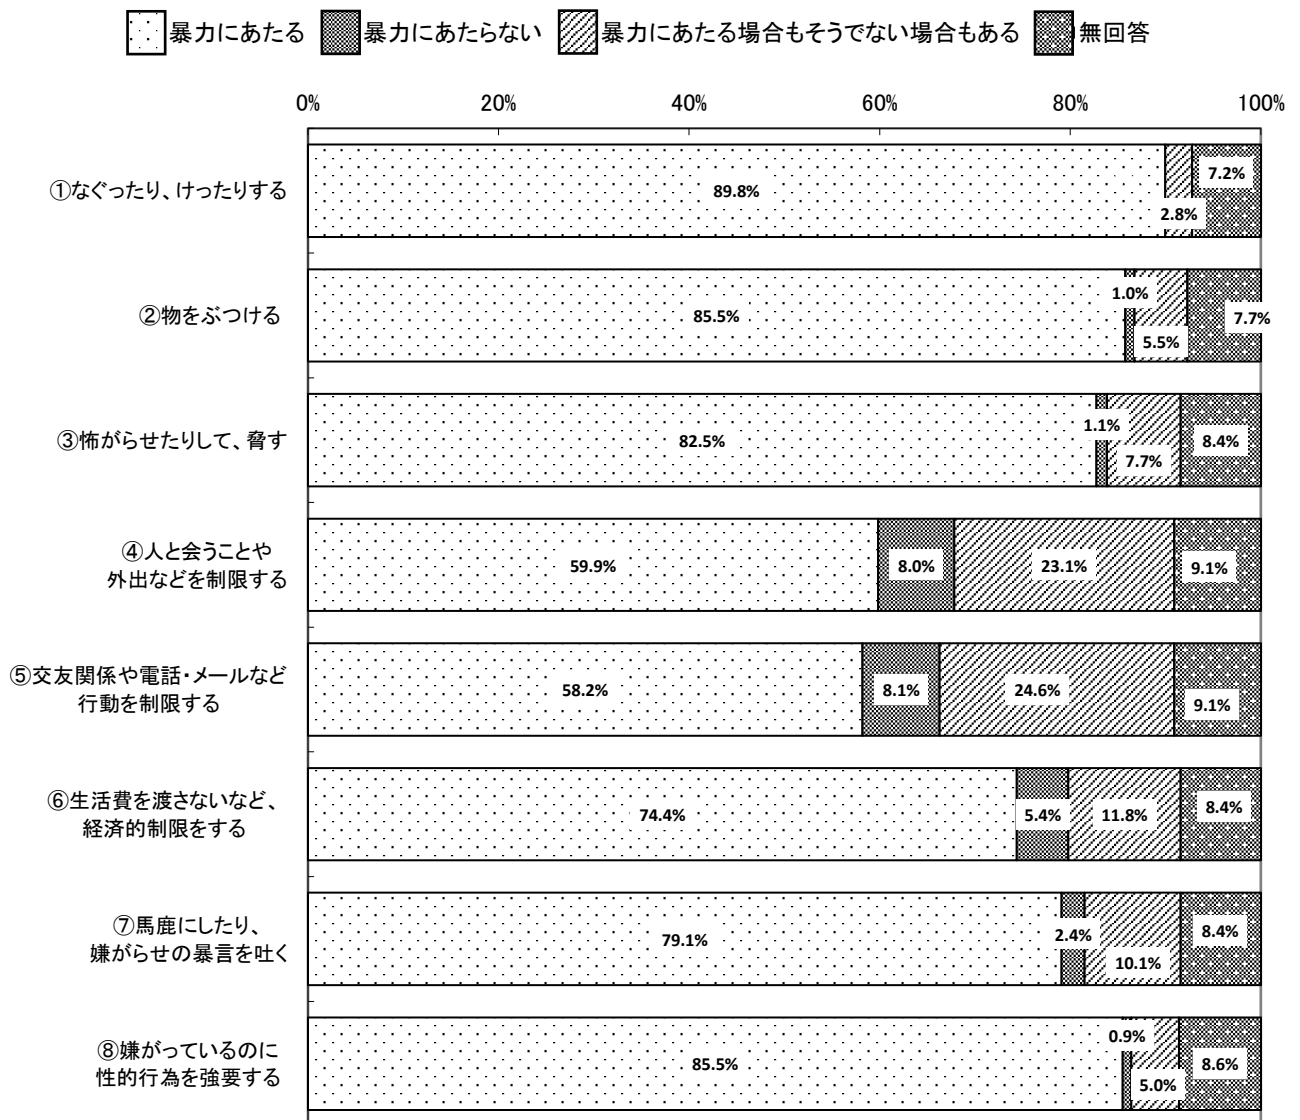 暴力にあたる 暴力にあたらない 暴力にあたる場合もそうでない場合もある 無回答
0% 20% 40% 60% 80% 100%
①なぐったり、けったりする
89.8% 2.8% 7.2%
②物をぶつける
85.5% 1.0% 5.5% 7.7%
③怖がらせたりして、脅す
82.5% 1.1% 7.7% 8.4%
④人と会うことや
外出などを制限する
59.9% 8.0% 23.1% 9.1%
⑤交友関係や電話・メールなど
行動を制限する
58.2% 8.1% 24.6% 9.1%
⑥生活費を渡さないなど、
経済的制限をする
74.4% 5.4% 11.8% 8.4%
⑦馬鹿にしたり、
嫌がらせの暴言を吐く
79.1% 2.4% 10.1% 8.4%
⑧嫌がっているのに
性的行為を強要する
85.5% 0.9% 5.0% 8.6%